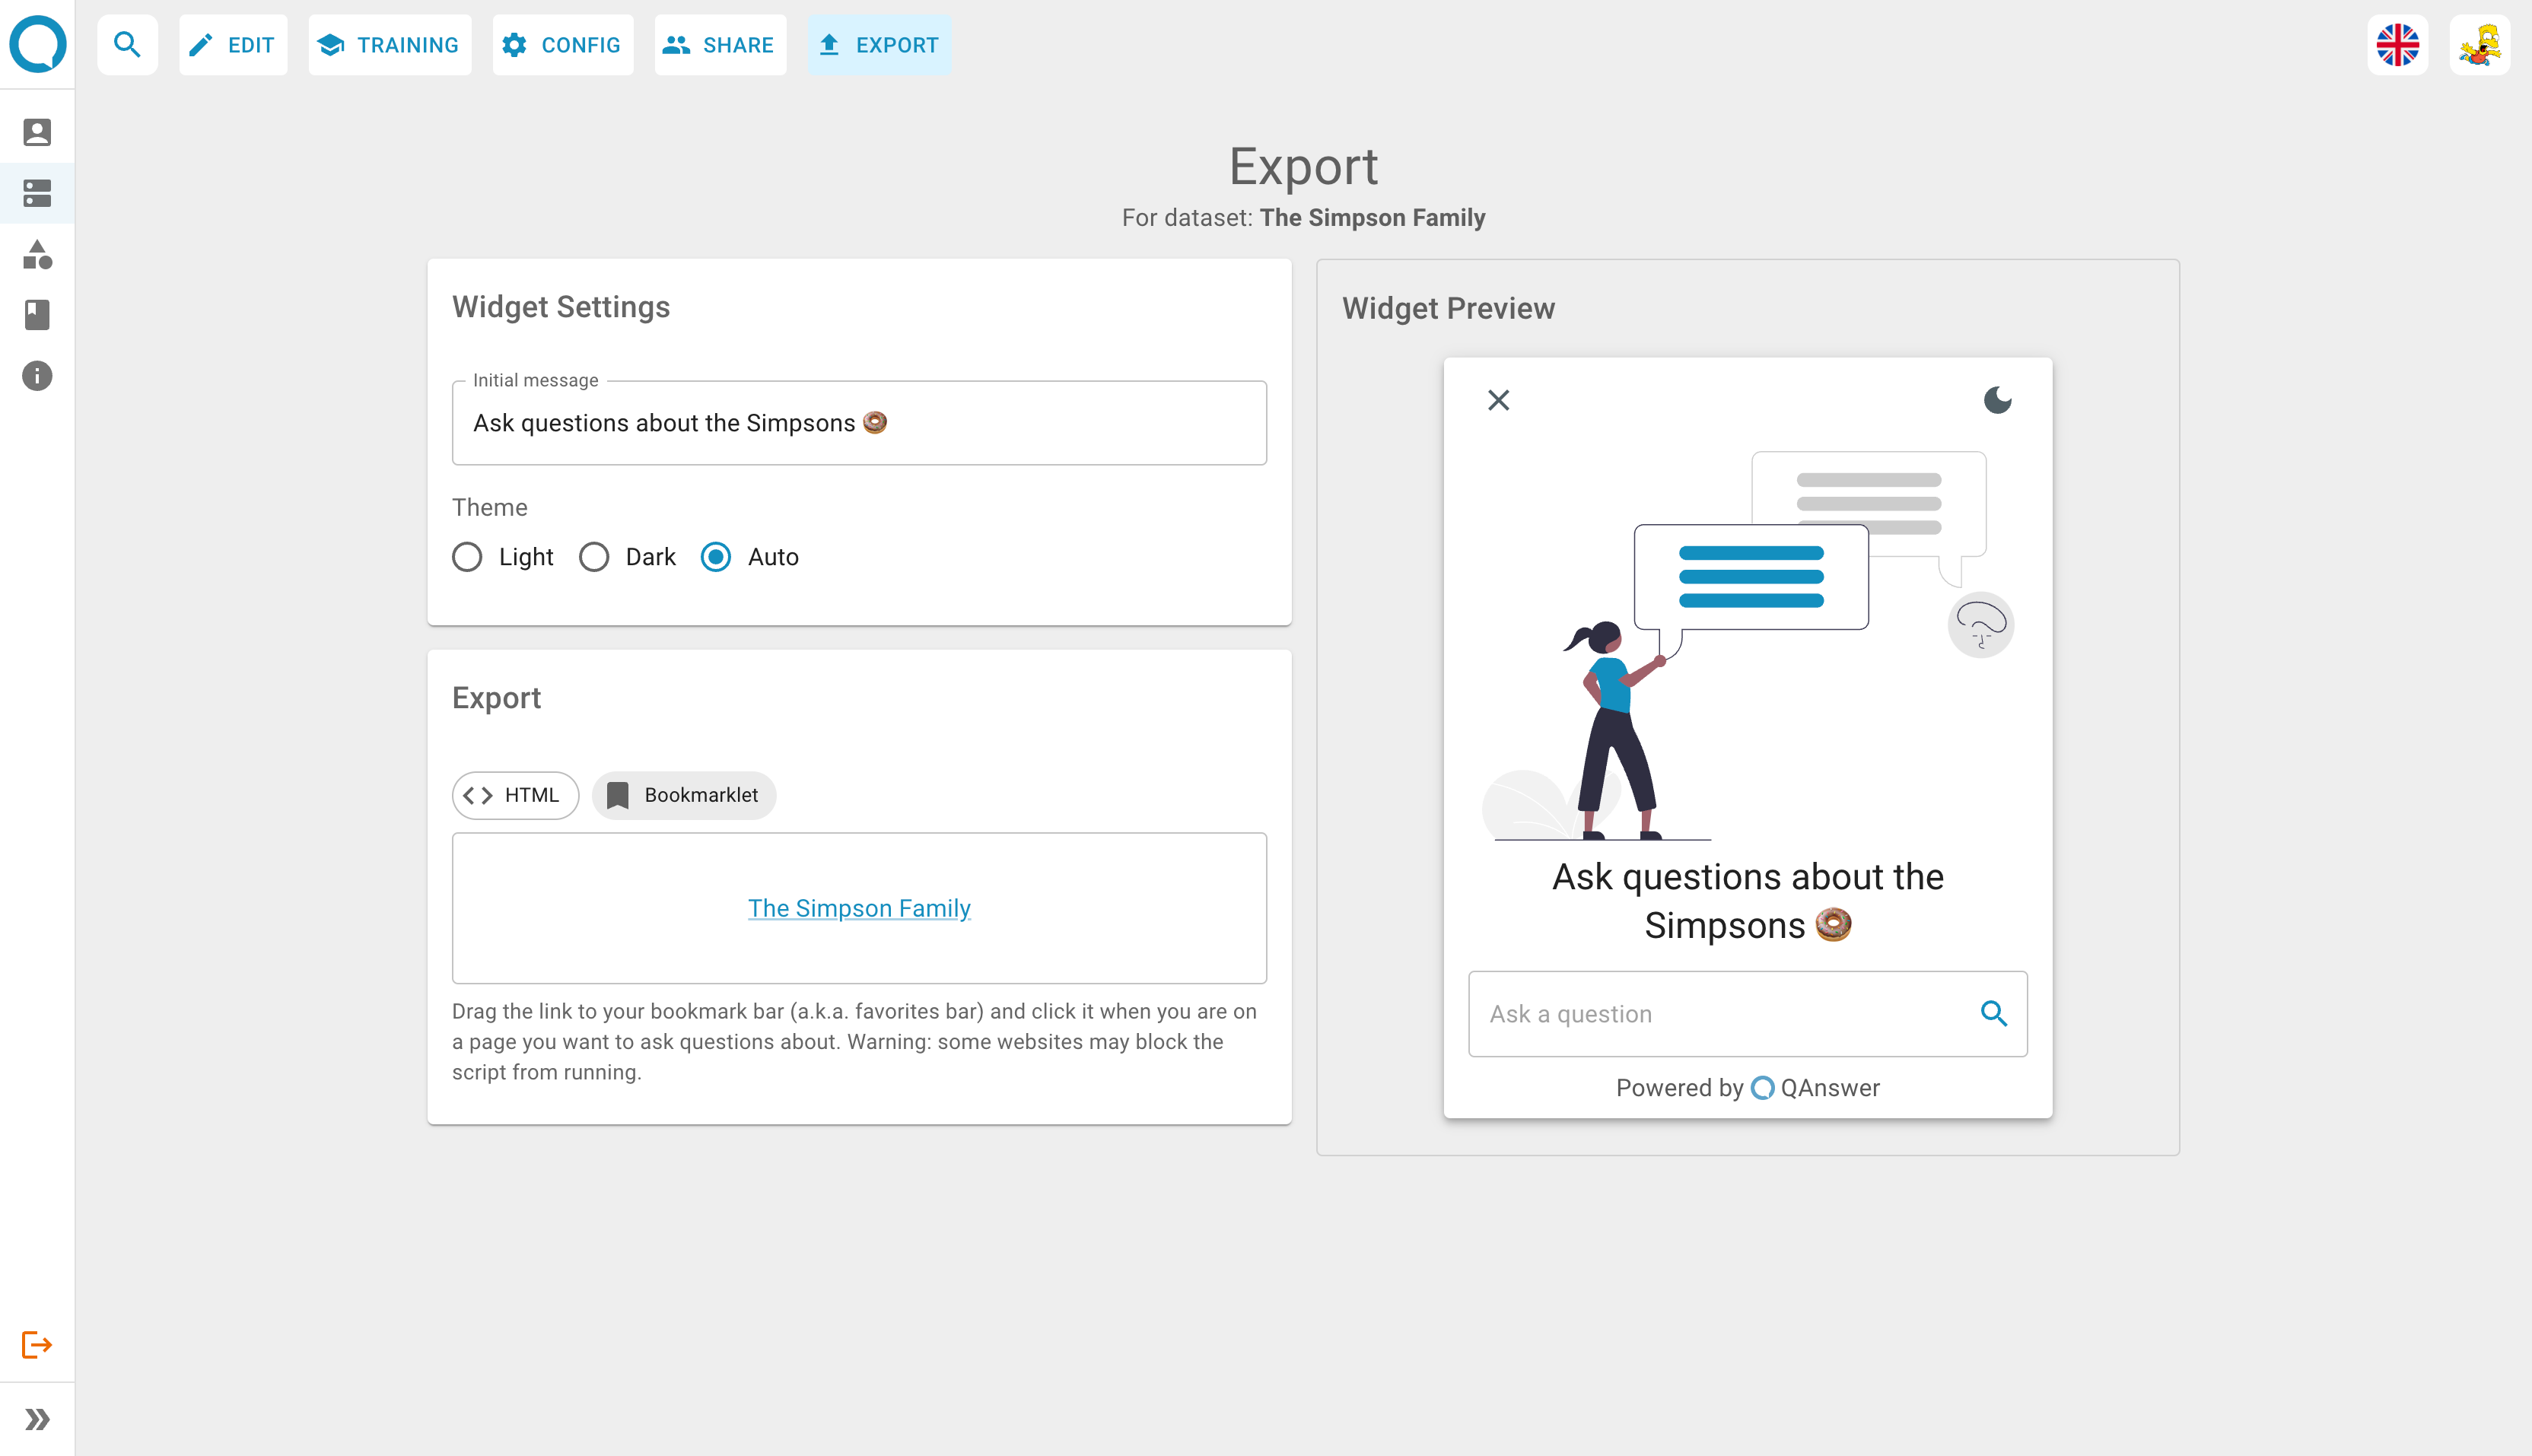 EDIT
TRAINING
CONFIG
SHARE
EXPORT
Export
For dataset: The Simpson Family
Widget Settings
Initial message
Ask questions about the Simpsons 🍩
Theme
Light
Dark
Auto
Export
HTML
Bookmarklet
The Simpson Family
Drag the link to your bookmark bar (a.k.a. favorites bar) and click it when you are on
a page you want to ask questions about. Warning: some websites may block the
script from running.
Widget Preview
Ask questions about the
Simpsons 🍩
Ask a question
Powered by QAnswer